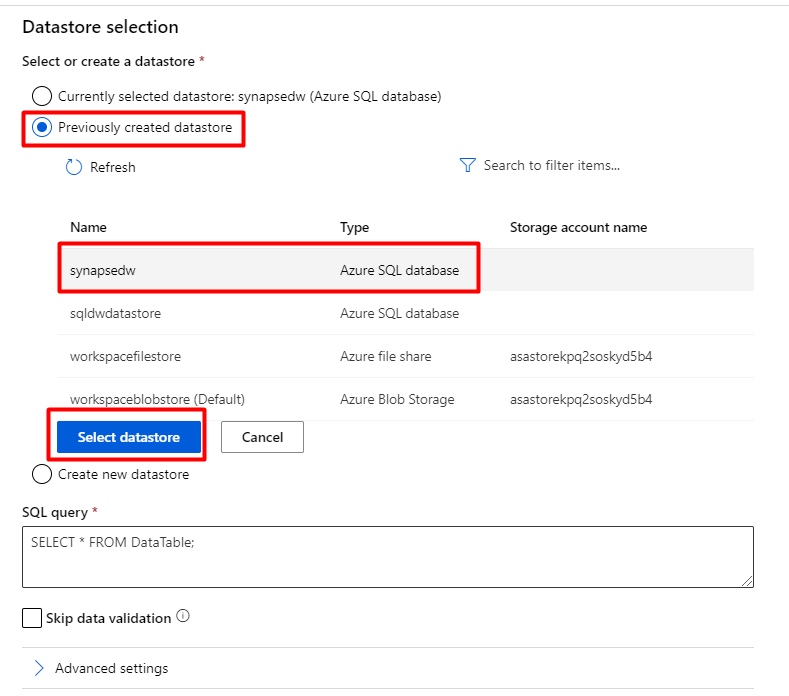 Datastore selection
Select or create a datastore *
Currently selected datastore: synapsedw (Azure SQL database)
Previously created datastore
Refresh Search to filter items...
Name Type Storage account name
synapsedw Azure SQL database
sqldwdatastore Azure SQL database
workspacefilestore Azure file share asastorekpq2soskyd5b4
workspaceblobstore (Default) Azure Blob Storage asastorekpq2soskyd5b4
Select datastore Cancel
Create new datastore
SQL query *
SELECT * FROM DataTable;
Skip data validation
Advanced settings